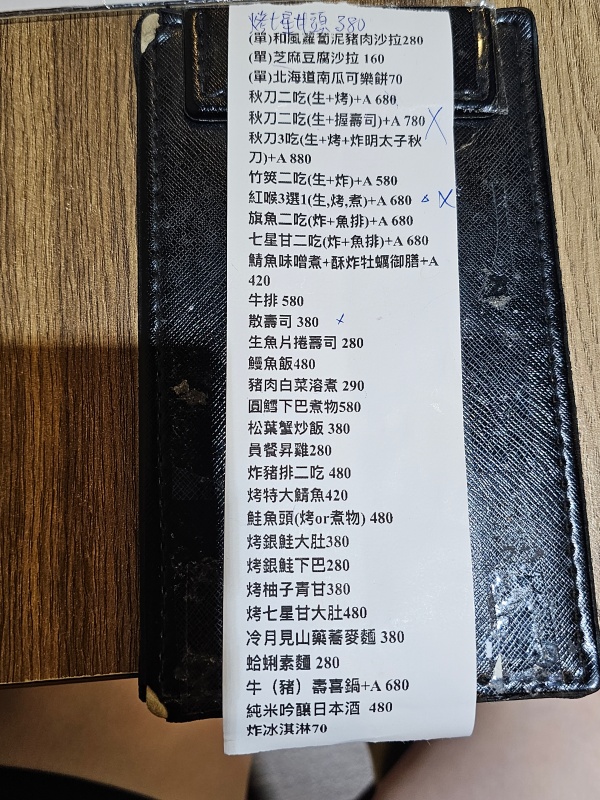 烤七星甘頭 380
(單)和風蘿蔔泥豬肉沙拉280
(單)芝麻豆腐沙拉 160
(單)北海道南瓜可樂餅70
秋刀二吃(生+烤)+A 680
秋刀二吃(生+握壽司)+A 780
秋刀3吃(生+烤+炸明太子秋
刀)+A 880
竹筴二吃(生+炸)+A 580
紅喉3選1(生,烤,煮)+A 680
旗魚二吃(炸+魚排)+A 680
七星甘二吃(炸+魚排)+A 680
鯖魚味噌煮+酥炸牡蠣御膳+A
420
牛排 580
散壽司 380
生魚片捲壽司 280
鰻魚飯480
豬肉白菜溶煮 290
圓鱈下巴煮物580
松葉蟹炒飯 380
員餐昇雞280
炸豬排二吃 480
烤特大鯖魚420
鮭魚頭(烤or煮物) 480
烤銀鮭大肚380
烤銀鮭下巴280
烤柚子青甘380
烤七星甘大肚480
冷月見山藥蕎麥麵 380
蛤蜊素麵 280
牛（豬）壽喜鍋+A 680
純米吟釀日本酒 480
炸冰淇淋70